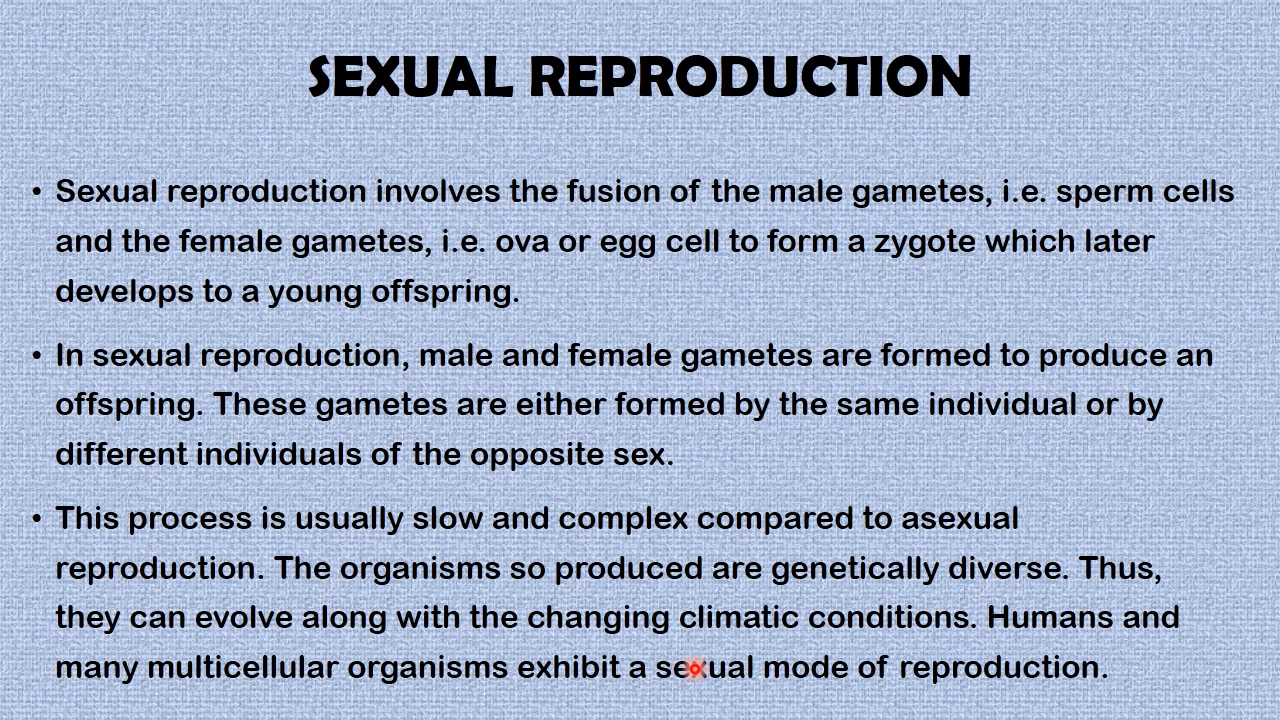 SEXUAL REPRODUCTION
• Sexual reproduction involves the fusion of the male gametes, i.e. sperm cells
and the female gametes, i.e. ova or egg cell to form a zygote which later
develops to a young offspring.
• In sexual reproduction, male and female gametes are formed to produce an
offspring. These gametes are either formed by the same individual or by
different individuals of the opposite sex.
• This process is usually slow and complex compared to asexual
reproduction. The organisms so produced are genetically diverse. Thus,
they can evolve along with the changing climatic conditions. Humans and
many multicellular organisms exhibit a sexual mode of reproduction.